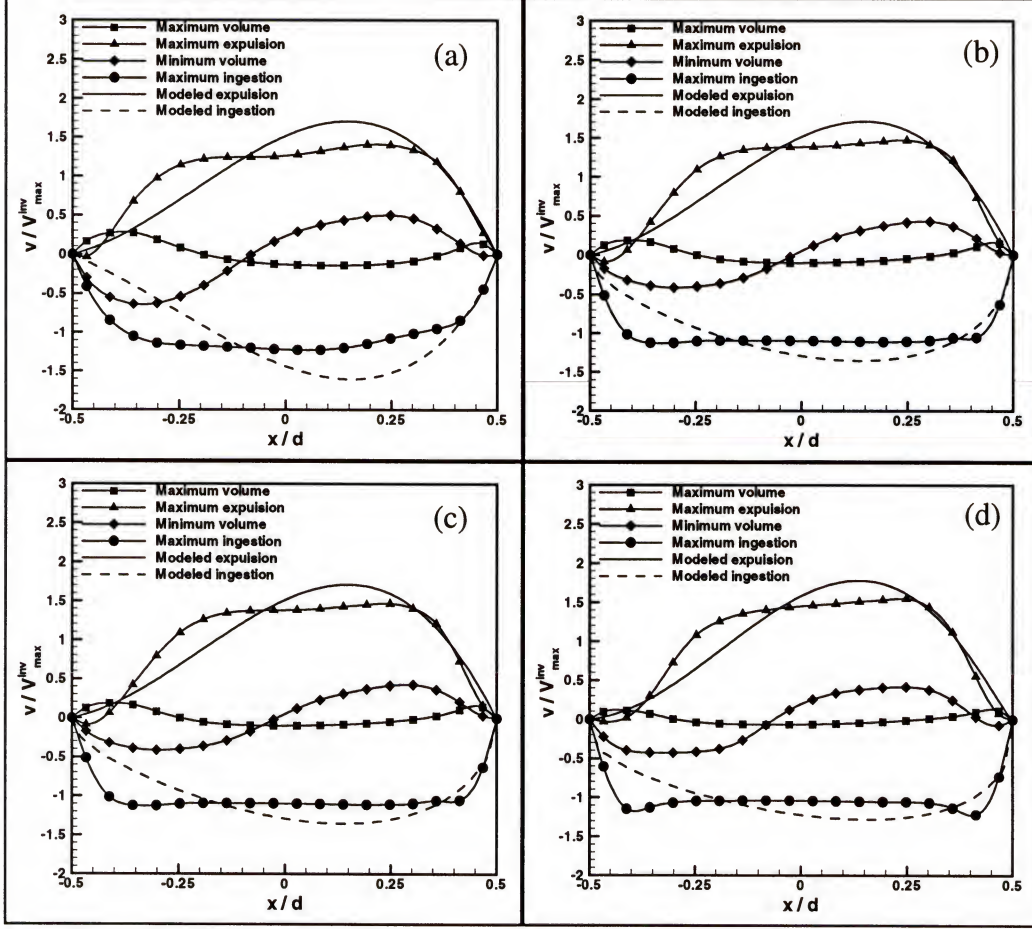 3
2.5
2
1.5
1
0.5
0
-0.5
-1
-1.5
-2
v / V^inv_max
Maximum volume
Maximum expulsion
Minimum volume
Maximum ingestion
Modeled expulsion
Modeled ingestion
(a)
-0.5 -0.25 0 0.25 0.5
x / d
3
2.5
2
1.5
1
0.5
0
-0.5
-1
-1.5
-2
v / V^inv_max
Maximum volume
Maximum expulsion
Minimum volume
Maximum ingestion
Modeled expulsion
Modeled ingestion
(b)
-0.5 -0.25 0 0.25 0.5
x / d
3
2.5
2
1.5
1
0.5
0
-0.5
-1
-1.5
-2
v / V^inv_max
Maximum volume
Maximum expulsion
Minimum volume
Maximum ingestion
Modeled expulsion
Modeled ingestion
(c)
-0.5 -0.25 0 0.25 0.5
x / d
3
2.5
2
1.5
1
0.5
0
-0.5
-1
-1.5
-2
v / V^inv_max
Maximum volume
Maximum expulsion
Minimum volume
Maximum ingestion
Modeled expulsion
Modeled ingestion
(d)
-0.5 -0.25 0 0.25 0.5
x / d